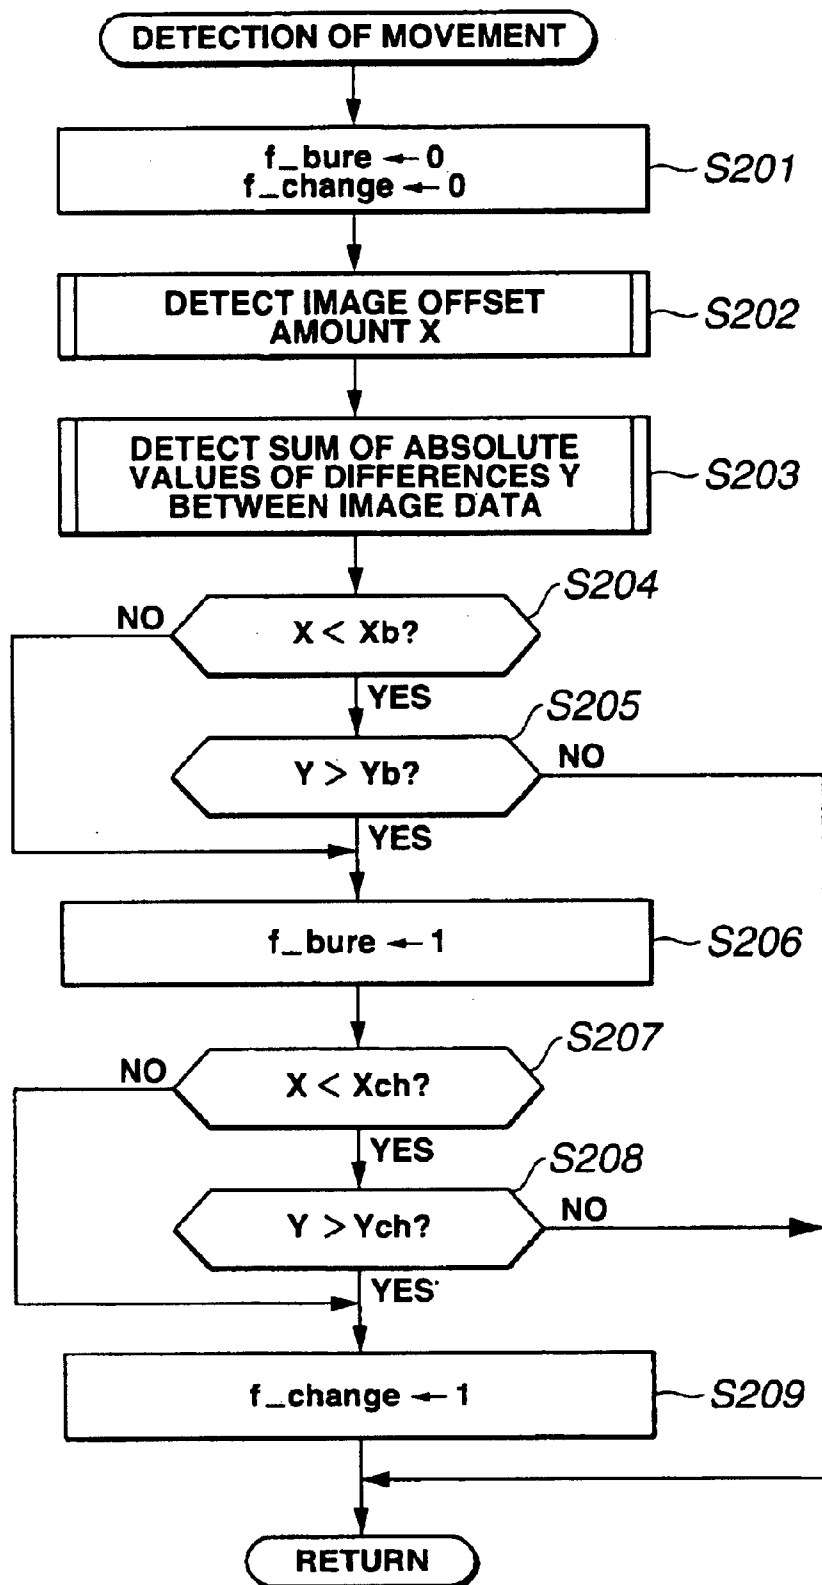 DETECTION OF MOVEMENT
f_bure ← 0
f_change ← 0
S201
DETECT IMAGE OFFSET
AMOUNT X
S202
DETECT SUM OF ABSOLUTE
VALUES OF DIFFERENCES Y
BETWEEN IMAGE DATA
S203
S204
NO
X < Xb?
YES
S205
Y > Yb?
NO
YES
f_bure ← 1
S206
S207
NO
X < Xch?
YES
S208
Y > Ych?
NO
YES
f_change ← 1
S209
RETURN